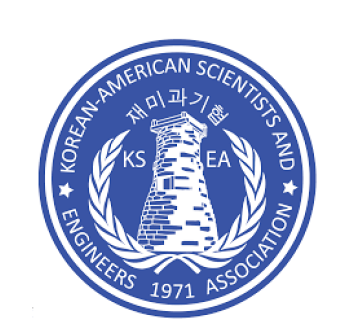 KOREAN-AMERICAN SCIENTISTS AND
재미과기협
KS EA
ENGINEERS 1971 ASSOCIATION